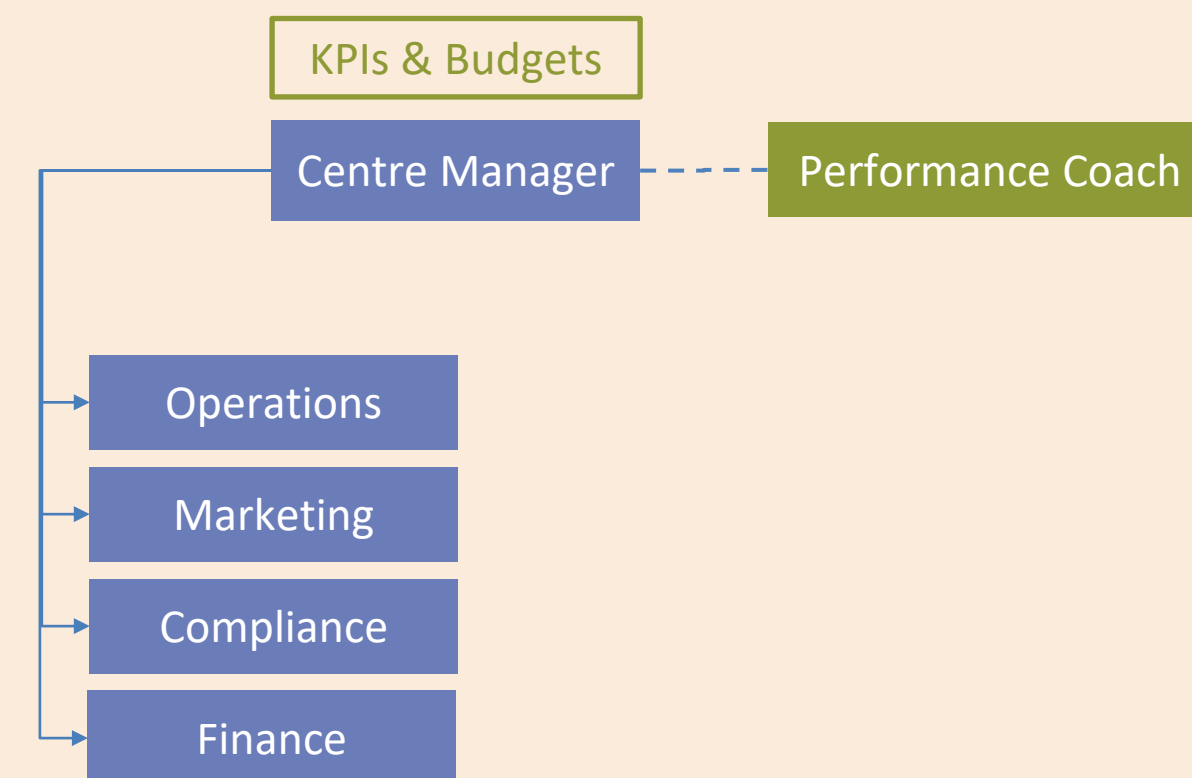 KPIs & Budgets
Centre Manager
Performance Coach
Operations
Marketing
Compliance
Finance